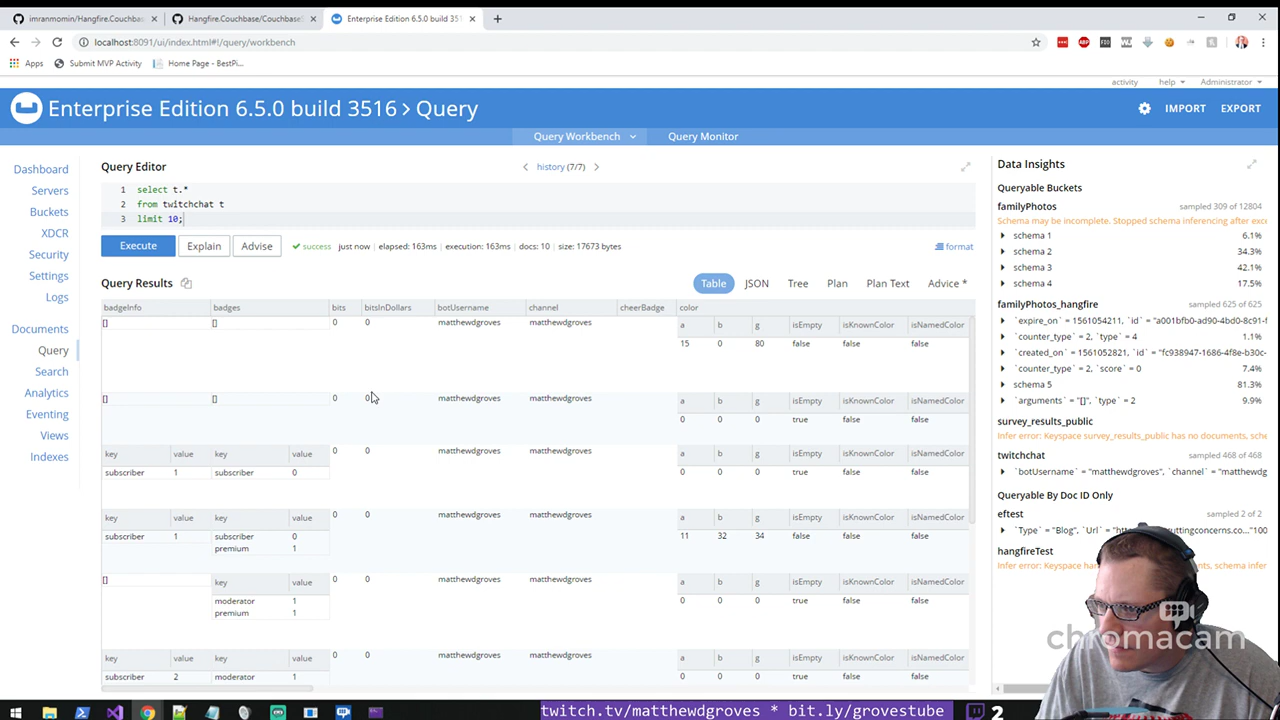 imranmomin/Hangfire.Couchbas
Hangfire.Couchbase/Couchbase
Enterprise Edition 6.5.0 build 351
localhost:8091/ui/index.html#!/query/workbench
Apps
Submit MVP Activity
Home Page - BestPl...
activity
help
Administrator
Enterprise Edition 6.5.0 build 3516 > Query
IMPORT
EXPORT
Query Workbench
Query Monitor
Dashboard
Servers
Buckets
XDCR
Security
Settings
Logs
Documents
Query
Search
Analytics
Eventing
Views
Indexes
Query Editor
history (7/7)
1 select t.*
2 from twitchchat t
3 limit 10;
Execute
Explain
Advise
success just now | elapsed: 163ms | execution: 163ms | docs: 10 | size: 17673 bytes
format
Query Results
Table JSON Tree Plan Plan Text Advice *
badgeInfo badges bits bitsInDollars botUsername channel cheerBadge color
[] [] 0 0 matthewdgroves matthewdgroves
a b g isEmpty isKnownColor isNamedColor
15 0 80 false false false
[] [] 0 0 matthewdgroves matthewdgroves
a b g isEmpty isKnownColor isNamedColor
0 0 0 true false false
key value key value 0 0 matthewdgroves matthewdgroves a b g isEmpty isKnownColor isNamedColor
subscriber 1 subscriber 0 0 0 0 true false false
key value key value 0 0 matthewdgroves matthewdgroves a b g isEmpty isKnownColor isNamedColor
subscriber 1 subscriber 0 11 32 34 false false false
premium 1
[] key value 0 0 matthewdgroves matthewdgroves a b g isEmpty isKnownColor isNamedColor
moderator 1 0 0 0 true false false
premium 1
key value key value 0 0 matthewdgroves matthewdgroves a b g isEmpty isKnownColor isNamedColor
subscriber 2 moderator 1 0 0 0 true false false
Data Insights
Queryable Buckets
familyPhotos sampled 309 of 12804
Schema may be incomplete. Stopped schema inferencing after exce
schema 1 6.1%
schema 2 34.3%
schema 3 42.1%
schema 4 17.5%
familyPhotos_hangfire sampled 625 of 625
`expire_on` = 1561054211, `id` = "a001bfb0-ad90-4bd0-8c91-f
`counter_type` = 2, `type` = 4 1.1%
`created_on` = 1561052821, `id` = "fc938947-1686-4f8e-b30c-
`counter_type` = 2, `score` = 0 7.4%
schema 5 81.3%
`arguments` = "[]", `type` = 2 9.9%
survey_results_public
Infer error: Keyspace survey_results_public has no documents, sche
twitchchat sampled 468 of 468
`botUsername` = "matthewdgroves", `channel` = "matthewdg
Queryable By Doc ID Only
eftest sampled 2 of 2
`Type` = "Blog", `Url` = "htt
uttingconcerns.co..."100
hangfireTest
Infer error: Keyspace ha
s, schema infer
chromacam
twitch.tv/matthewdgroves * bit.ly/grovestube
2